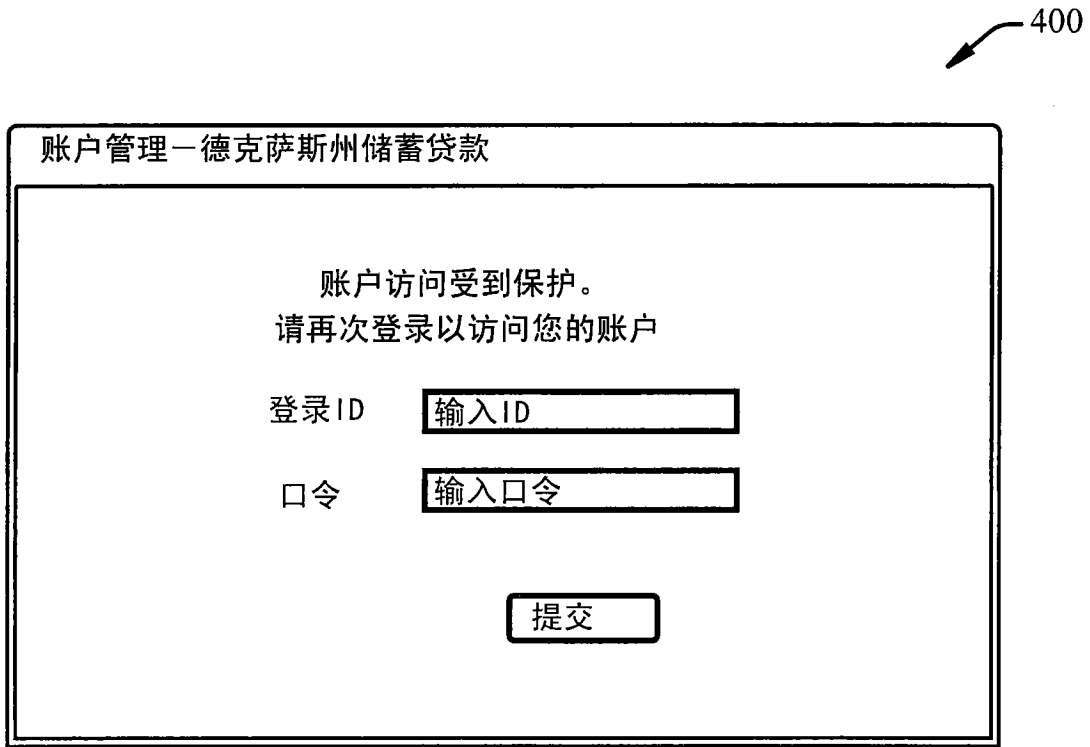 400
账户管理－德克萨斯州储蓄贷款
账户访问受到保护。
请再次登录以访问您的账户
登录ID 输入ID
口令 输入口令
提交